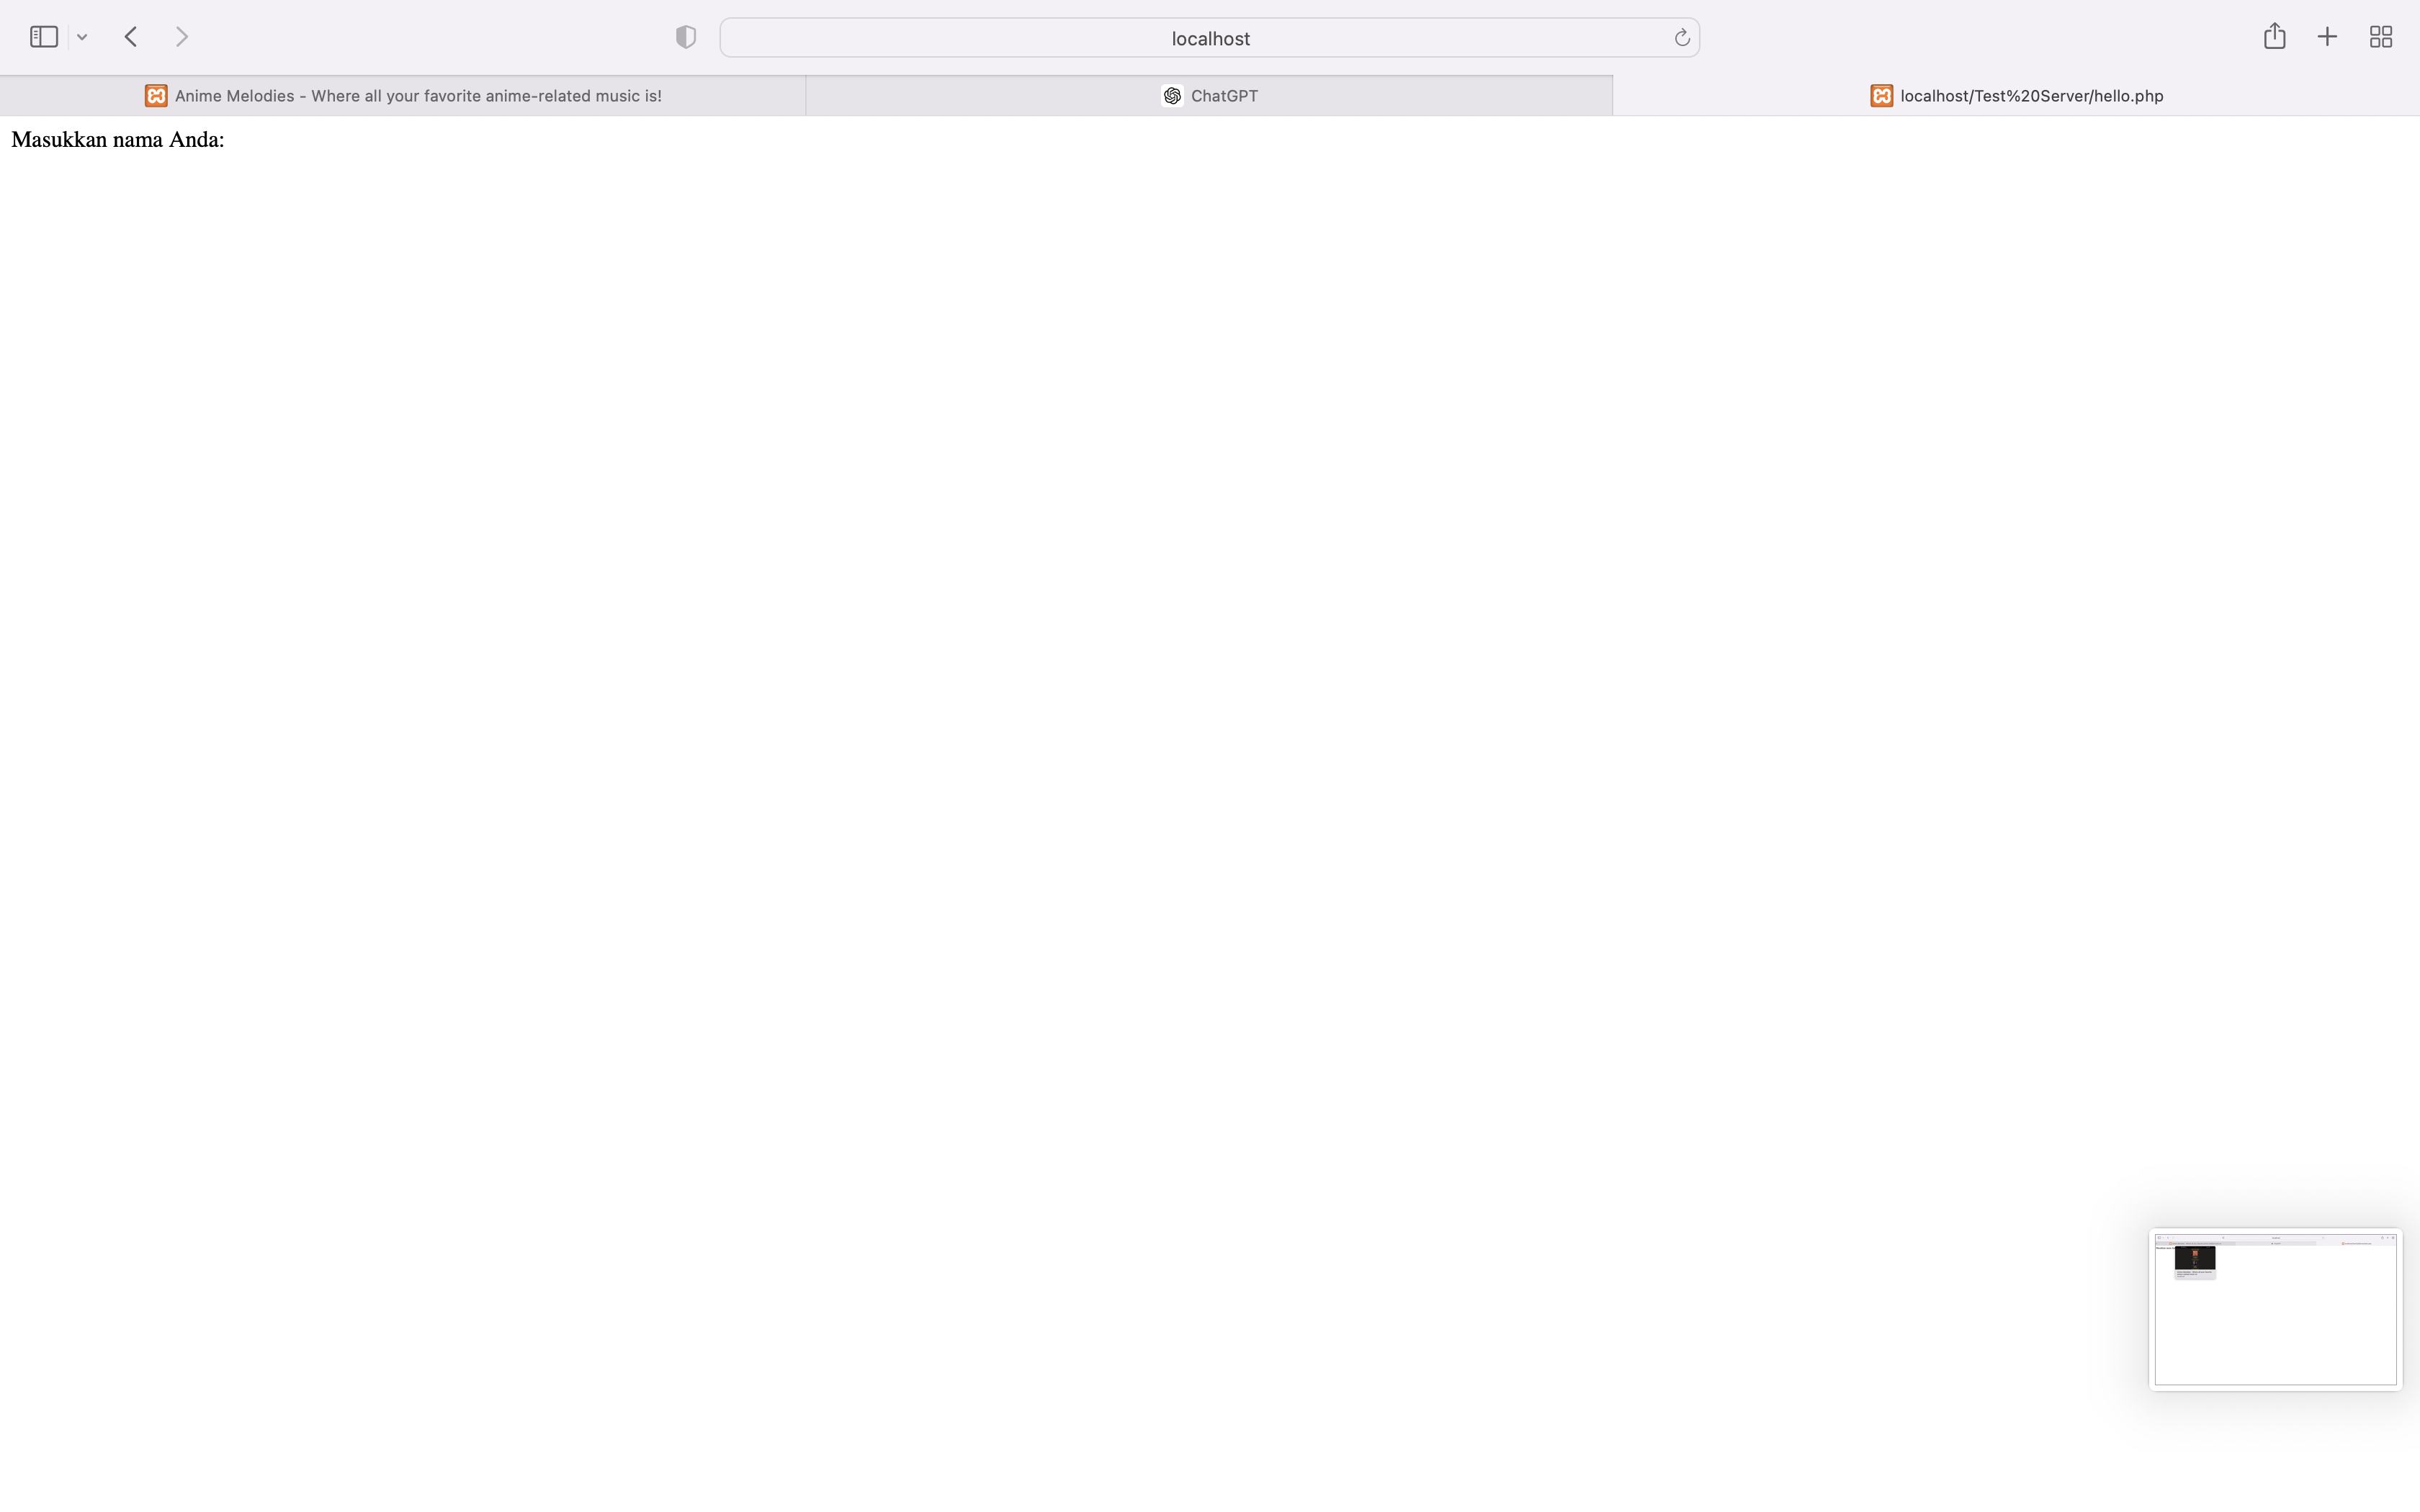 localhost
Anime Melodies - Where all your favorite anime-related music is!
ChatGPT
localhost/Test%20Server/hello.php
Masukkan nama Anda: